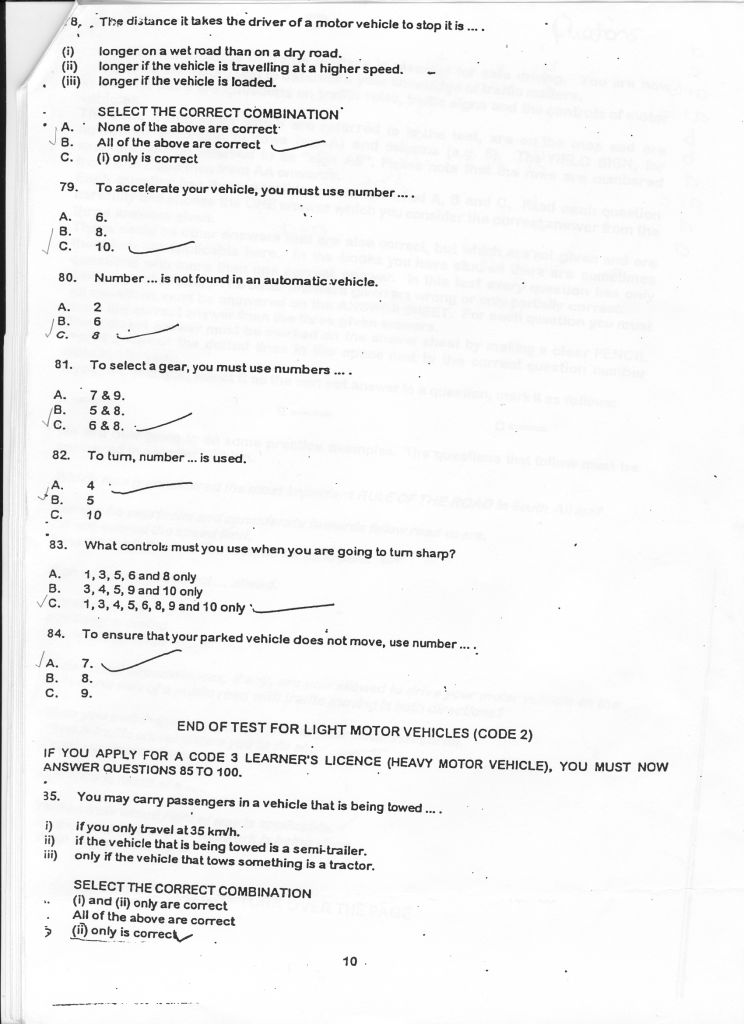 8. The distance it takes the driver of a motor vehicle to stop it is ....
(i) longer on a wet road than on a dry road.
(ii) longer if the vehicle is travelling at a higher speed.
(iii) longer if the vehicle is loaded.
SELECT THE CORRECT COMBINATION
A. None of the above are correct
B. All of the above are correct
C. (i) only is correct
79. To accelerate your vehicle, you must use number ....
A. 6.
B. 8.
C. 10.
80. Number ... is not found in an automatic vehicle.
A. 2
B. 6
C. 8
81. To select a gear, you must use numbers ....
A. 7 & 9.
B. 5 & 8.
C. 6 & 8.
82. To turn, number ... is used.
A. 4
B. 5
C. 10
83. What controls must you use when you are going to turn sharp?
A. 1, 3, 5, 6 and 8 only
B. 3, 4, 5, 9 and 10 only
C. 1, 3, 4, 5, 6, 8, 9 and 10 only
84. To ensure that your parked vehicle does not move, use number ....
A. 7.
B. 8.
C. 9.
END OF TEST FOR LIGHT MOTOR VEHICLES (CODE 2)
IF YOU APPLY FOR A CODE 3 LEARNER'S LICENCE (HEAVY MOTOR VEHICLE), YOU MUST NOW
ANSWER QUESTIONS 85 TO 100.
35. You may carry passengers in a vehicle that is being towed ....
i) if you only travel at 35 km/h.
ii) if the vehicle that is being towed is a semi-trailer.
iii) only if the vehicle that tows something is a tractor.
SELECT THE CORRECT COMBINATION
(i) and (ii) only are correct
All of the above are correct
(ii) only is correct
10